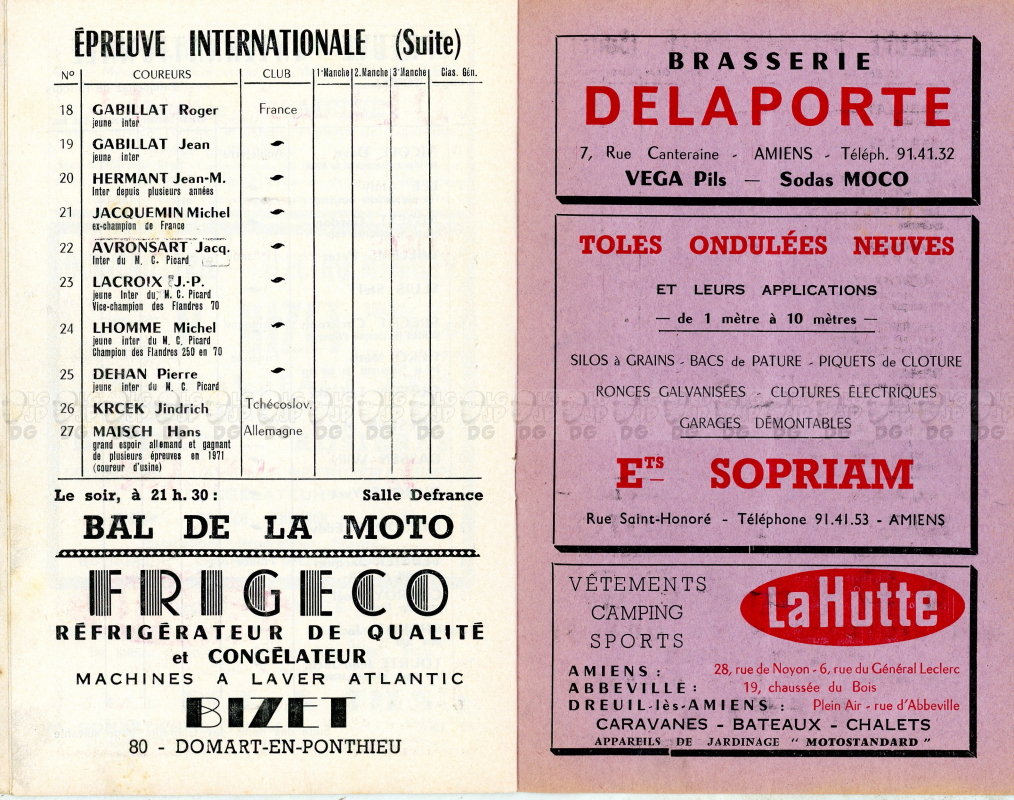 ÉPREUVE INTERNATIONALE (Suite)
No COUREURS CLUB 1e Manche 2. Manche 3e Manche Clas. Gén.
18 GABILLAT Roger France
jeune inter
19 GABILLAT Jean
jeune inter
20 HERMANT Jean-M.
Inter depuis plusieurs années
21 JACQUEMIN Michel
ex-champion de France
22 AVRONSART Jacq.
Inter du M. C. Picard
23 LACROIX J.-P.
jeune Inter du M. C. Picard
Vice-champion des Flandres 70
24 LHOMME Michel
jeune inter du M. C. Picard
Champion des Flandres 250 en 70
25 DEHAN Pierre
jeune inter du M. C. Picard
26 KRCEK Jindrich Tchécoslov.
27 MAISCH Hans Allemagne
grand espoir allemand et gagnant
de plusieurs épreuves en 1971
(coureur d'usine)
Le soir, à 21 h. 30 : Salle Defrance
BAL DE LA MOTO
FRIGECO
RÉFRIGÉRATEUR DE QUALITÉ
et CONGÉLATEUR
MACHINES A LAVER ATLANTIC
BIZET
80 - DOMART-EN-PONTHIEU
BRASSERIE
DELAPORTE
7, Rue Canteraine - AMIENS - Téléph. 91.41.32
VEGA Pils — Sodas MOCO
TOLES ONDULÉES NEUVES
ET LEURS APPLICATIONS
— de 1 mètre à 10 mètres —
SILOS à GRAINS - BACS de PATURE - PIQUETS de CLOTURE
RONCES GALVANISÉES - CLOTURES ÉLECTRIQUES
GARAGES DÉMONTABLES
ETS SOPRIAM
Rue Saint-Honoré - Téléphone 91.41.53 - AMIENS
VÊTEMENTS
CAMPING
SPORTS
La Hutte
AMIENS : 28, rue de Noyon - 6, rue du Général Leclerc
ABBEVILLE : 19, chaussée du Bois
DREUIL-lès-AMIENS : Plein Air - rue d'Abbeville
CARAVANES - BATEAUX - CHALETS
APPAREILS DE JARDINAGE "MOTOSTANDARD"